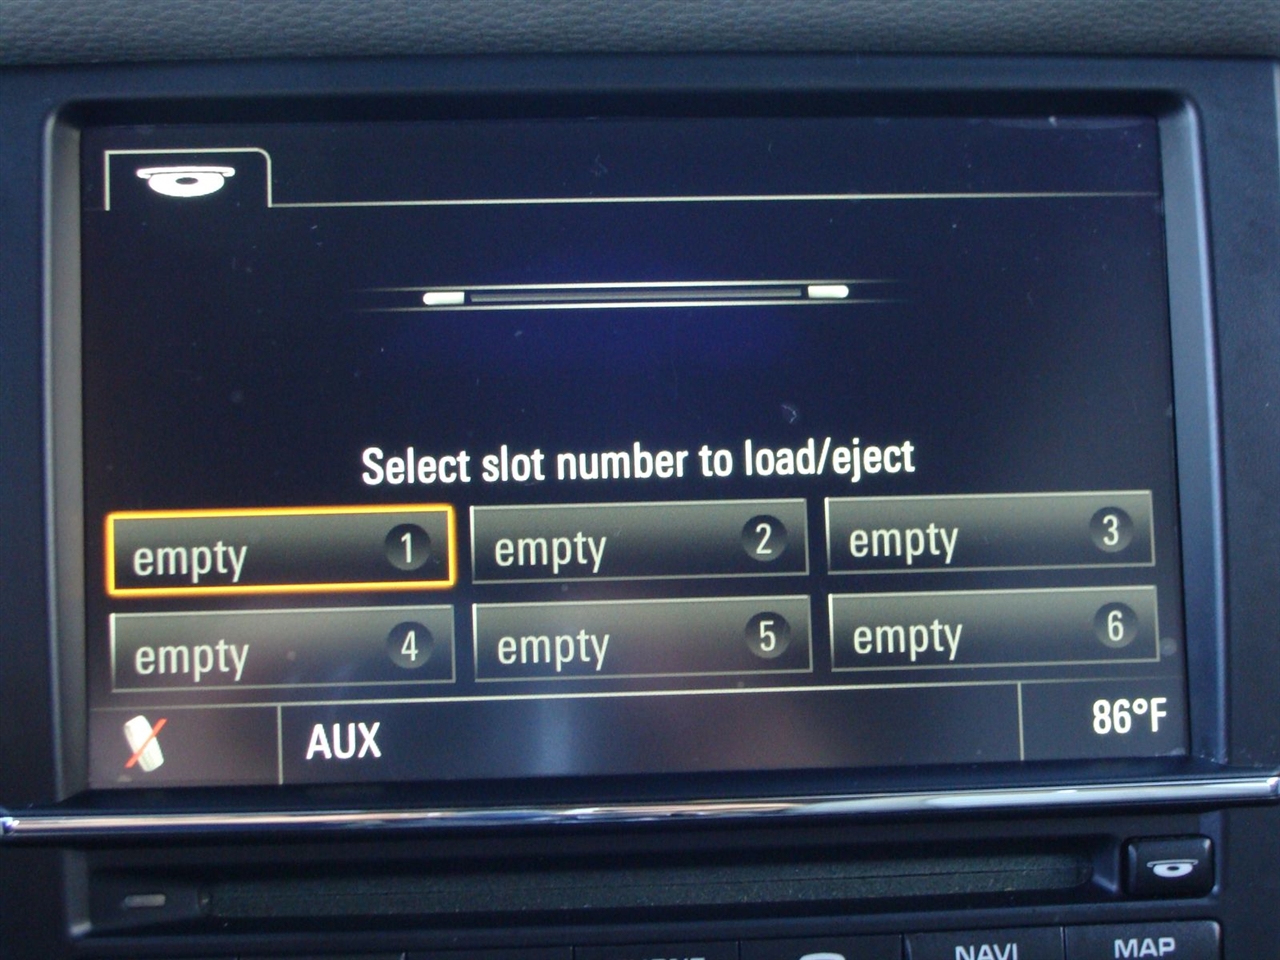 Select slot number to load/eject
empty 1
empty 2
empty 3
empty 4
empty 5
empty 6
AUX
86°F
NAVI
MAP